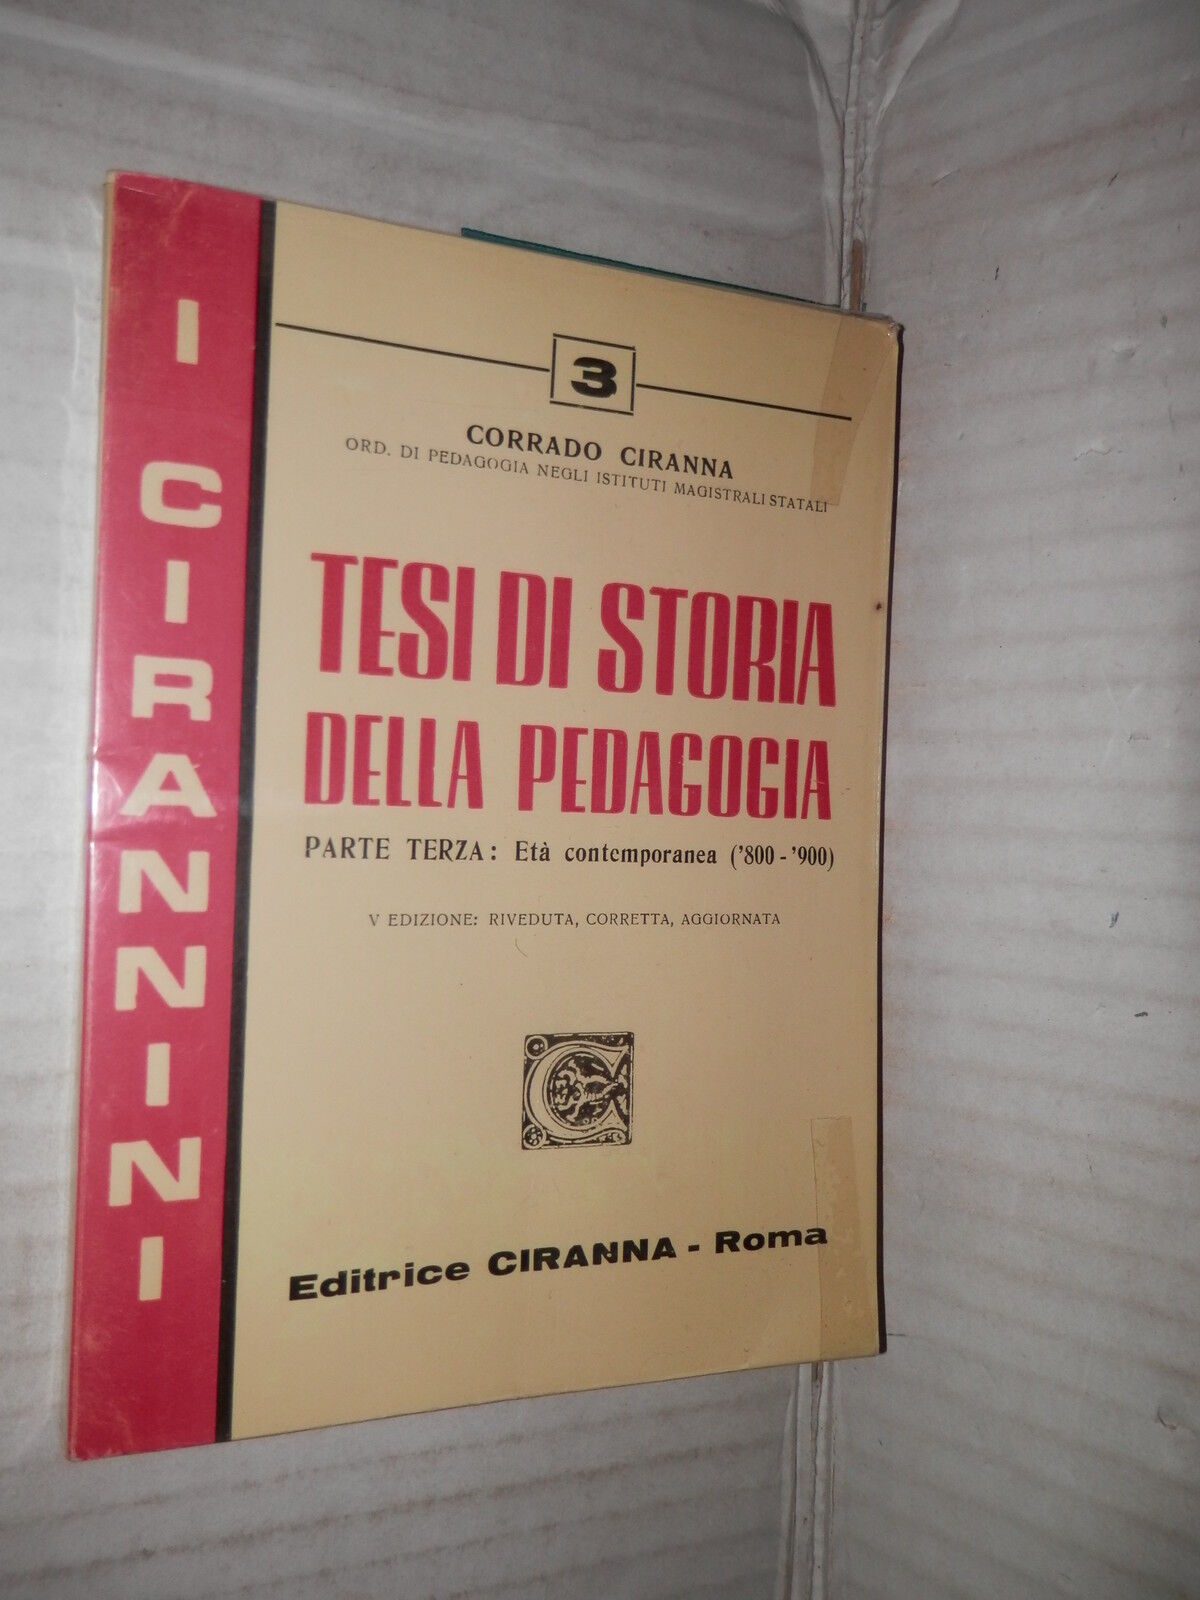 I CIRANNINI
3
CORRADO CIRANNA
ORD. DI PEDAGOGIA NEGLI ISTITUTI MAGISTRALI STATALI
TESI DI STORIA
DELLA PEDAGOGIA
PARTE TERZA: Età contemporanea ('800-'900)
V EDIZIONE: RIVEDUTA, CORRETTA, AGGIORNATA
C
Editrice CIRANNA - Roma